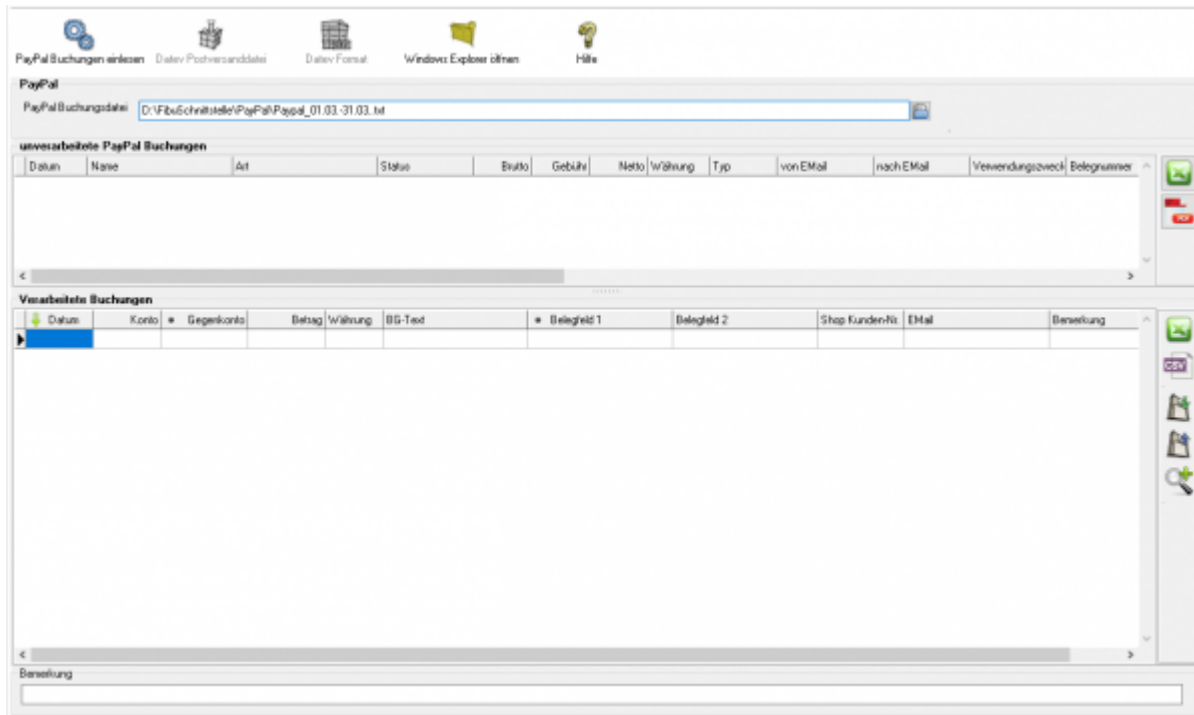 PayPal Buchungen einlesen Datev Postversanddatei Datev Format Windows Explorer öffnen Hilfe
PayPal
PayPal Buchungsdatei D:\FibuSchnittstelle\PayPal\Paypal_01.03.-31.03..txt
unverarbeitete PayPal Buchungen
Datum Name Art Status Brutto Gebühr Netto Währung Typ von EMail nach EMail Verwendungszweck Belegnummer
PDF
Verarbeitete Buchungen
Datum Konto * Gegenkonto Betrag Währung BG-Text * Belegfeld 1 Belegfeld 2 Shop Kunden-Nr. EMail Bemerkung
CSV
Bemerkung